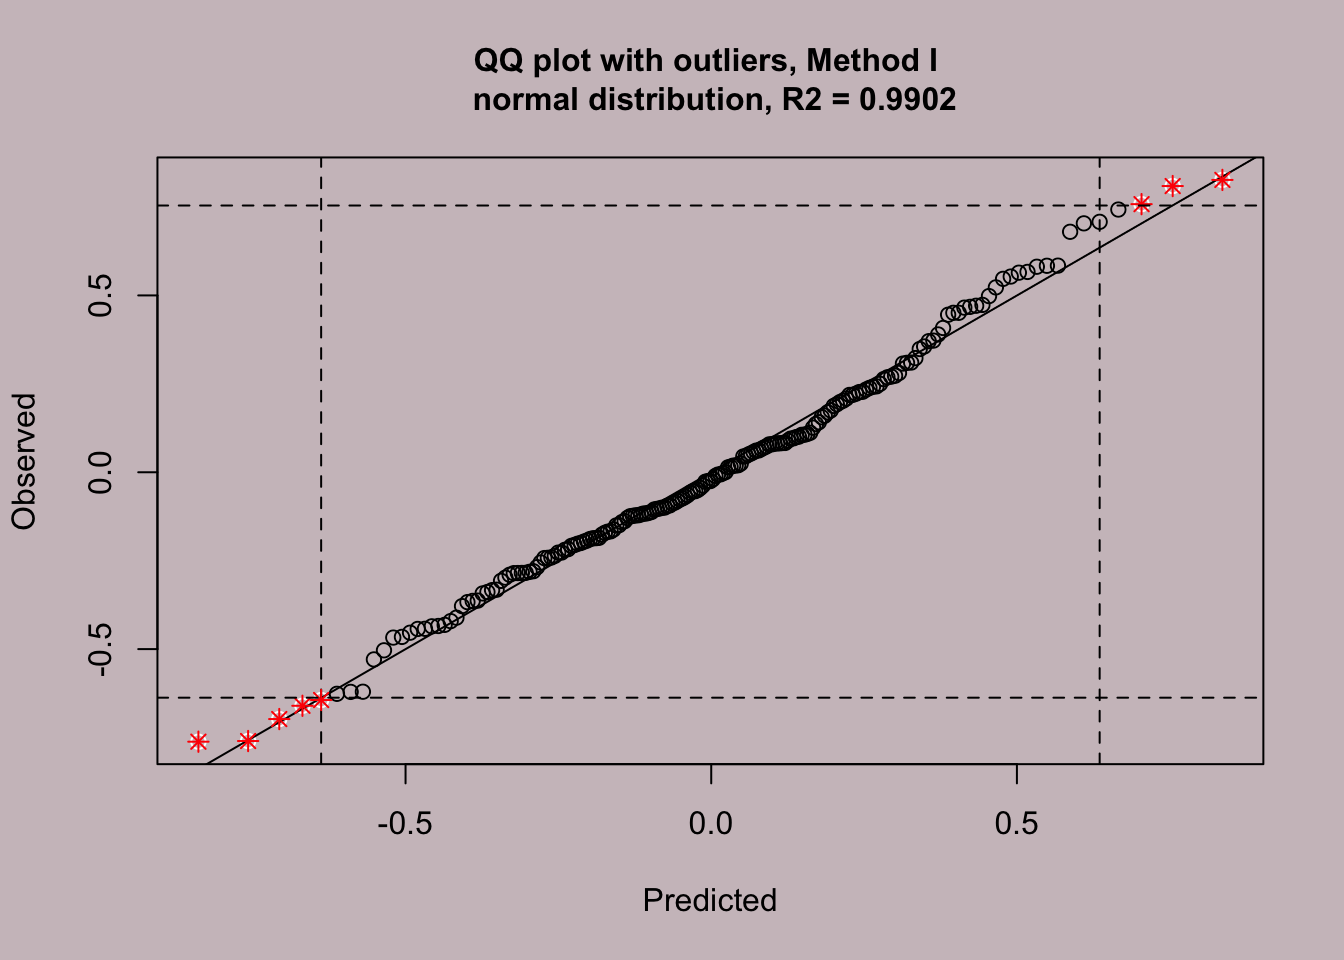 QQ plot with outliers, Method I
normal distribution, R2 = 0.9902
Observed
0.5
0.0
-0.5
-0.5
0.0
0.5
Predicted